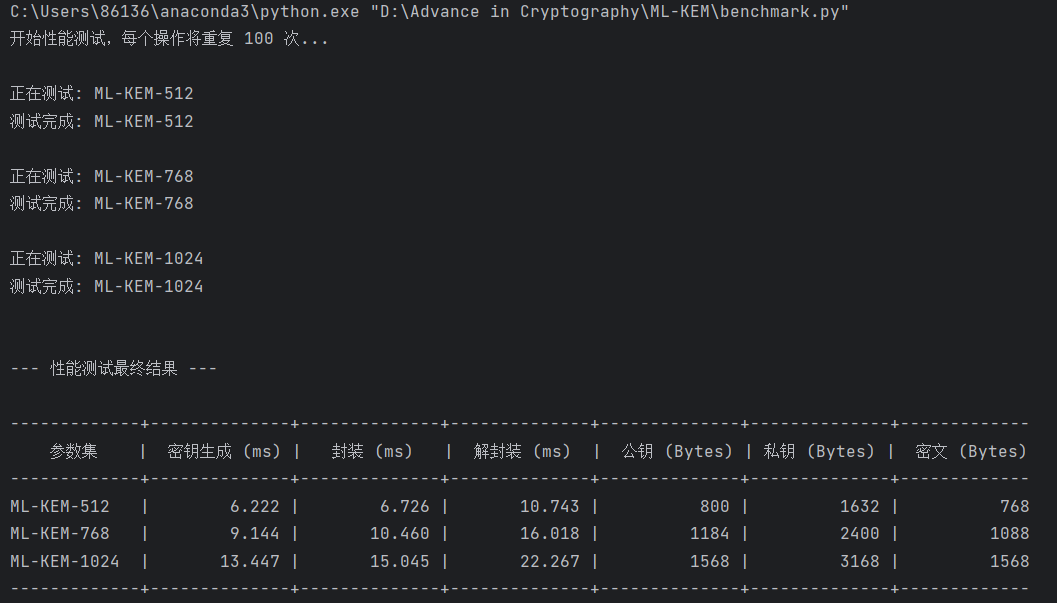 C:\Users\86136\anaconda3\python.exe "D:\Advance in Cryptography\ML-KEM\benchmark.py"
开始性能测试，每个操作将重复 100 次...
正在测试: ML-KEM-512
测试完成: ML-KEM-512
正在测试: ML-KEM-768
测试完成: ML-KEM-768
正在测试: ML-KEM-1024
测试完成: ML-KEM-1024
--- 性能测试最终结果 ---
-------------+--------------+--------------+--------------+--------------+--------------+-------------
参数集 | 密钥生成 (ms) | 封装 (ms) | 解封装 (ms) | 公钥 (Bytes) | 私钥 (Bytes) | 密文 (Bytes)
-------------+--------------+--------------+--------------+--------------+--------------+-------------
ML-KEM-512 | 6.222 | 6.726 | 10.743 | 800 | 1632 | 768
ML-KEM-768 | 9.144 | 10.460 | 16.018 | 1184 | 2400 | 1088
ML-KEM-1024 | 13.447 | 15.045 | 22.267 | 1568 | 3168 | 1568
-------------+--------------+--------------+--------------+--------------+--------------+-------------